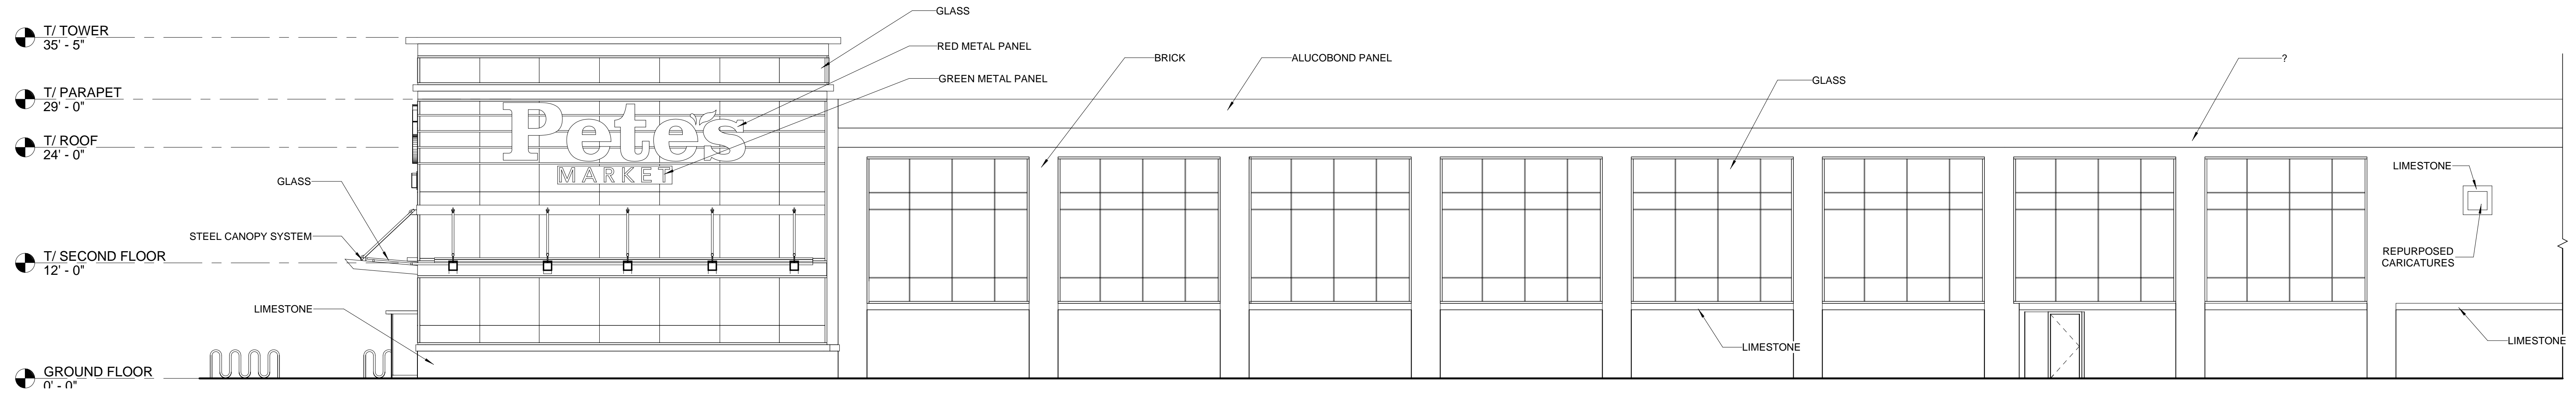 T/ TOWER
35' - 5"
T/ PARAPET
29' - 0"
T/ ROOF
24' - 0"
T/ SECOND FLOOR
12' - 0"
GROUND FLOOR
0' - 0"
GLASS
STEEL CANOPY SYSTEM
LIMESTONE
Pete's
MARKET
GLASS
RED METAL PANEL
GREEN METAL PANEL
BRICK
ALUCOBOND PANEL
GLASS
?
LIMESTONE
LIMESTONE
REPURPOSED
CARICATURES
LIMESTONE